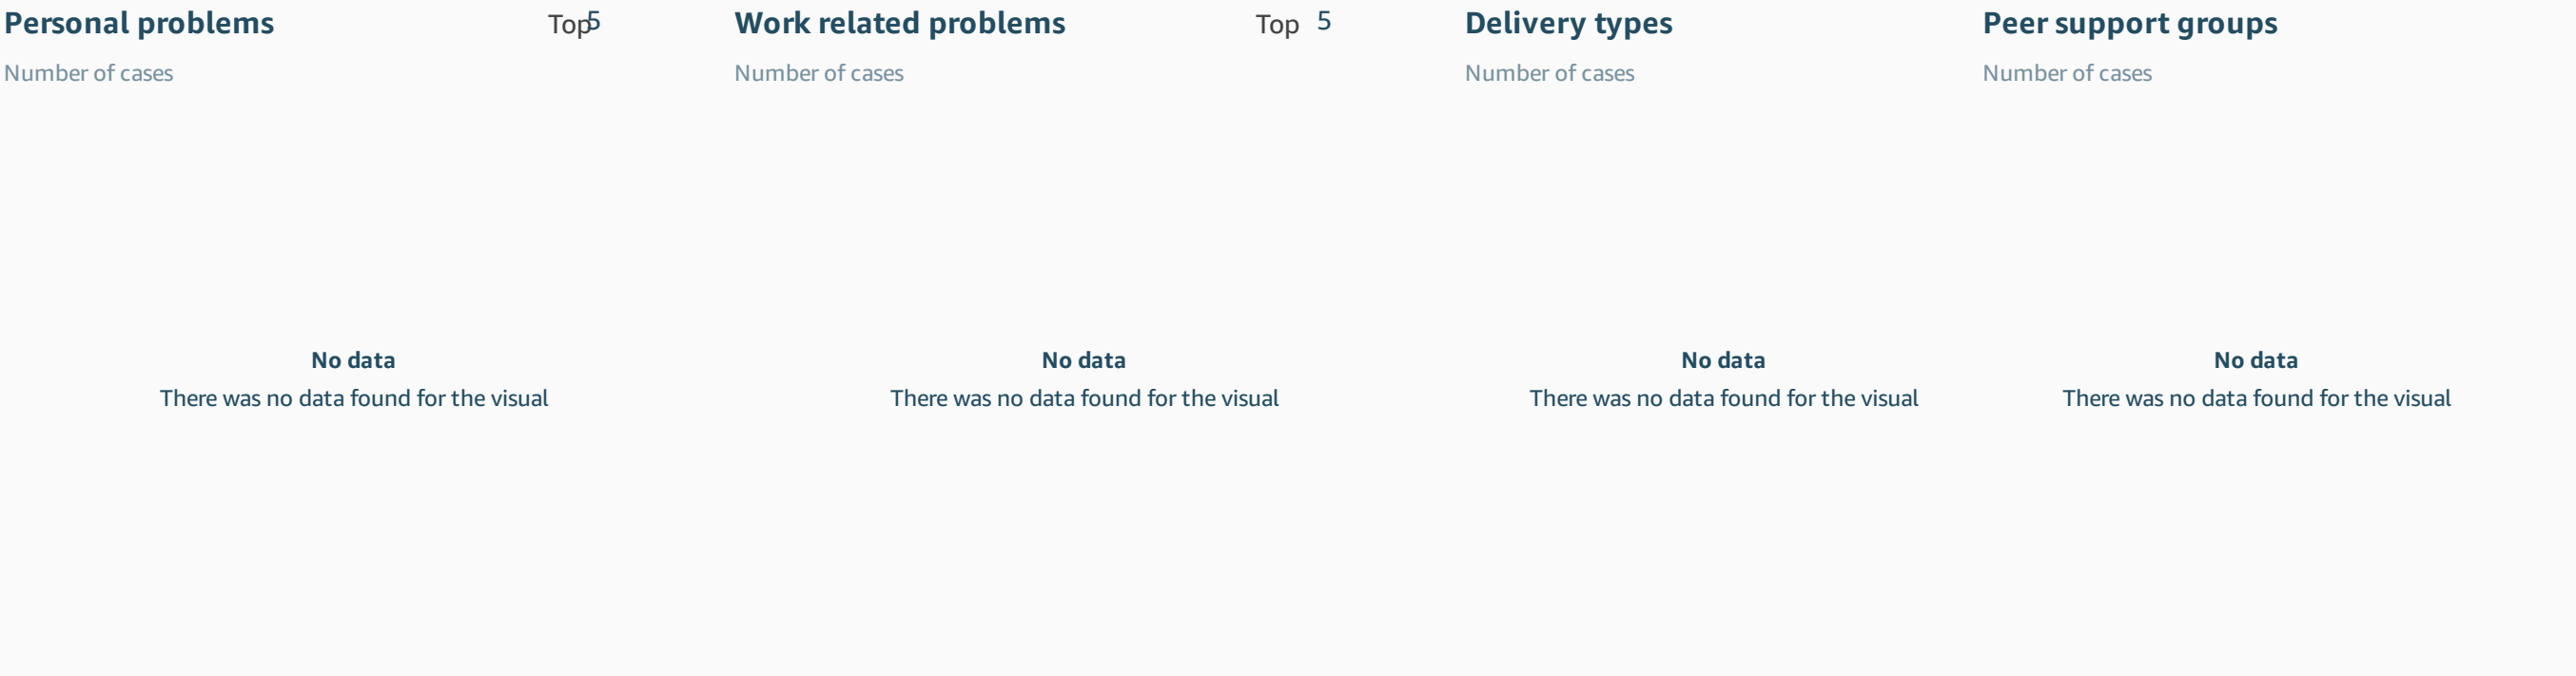 Personal problems Top 5
Number of cases
No data
There was no data found for the visual
Work related problems Top 5
Number of cases
No data
There was no data found for the visual
Delivery types
Number of cases
No data
There was no data found for the visual
Peer support groups
Number of cases
No data
There was no data found for the visual